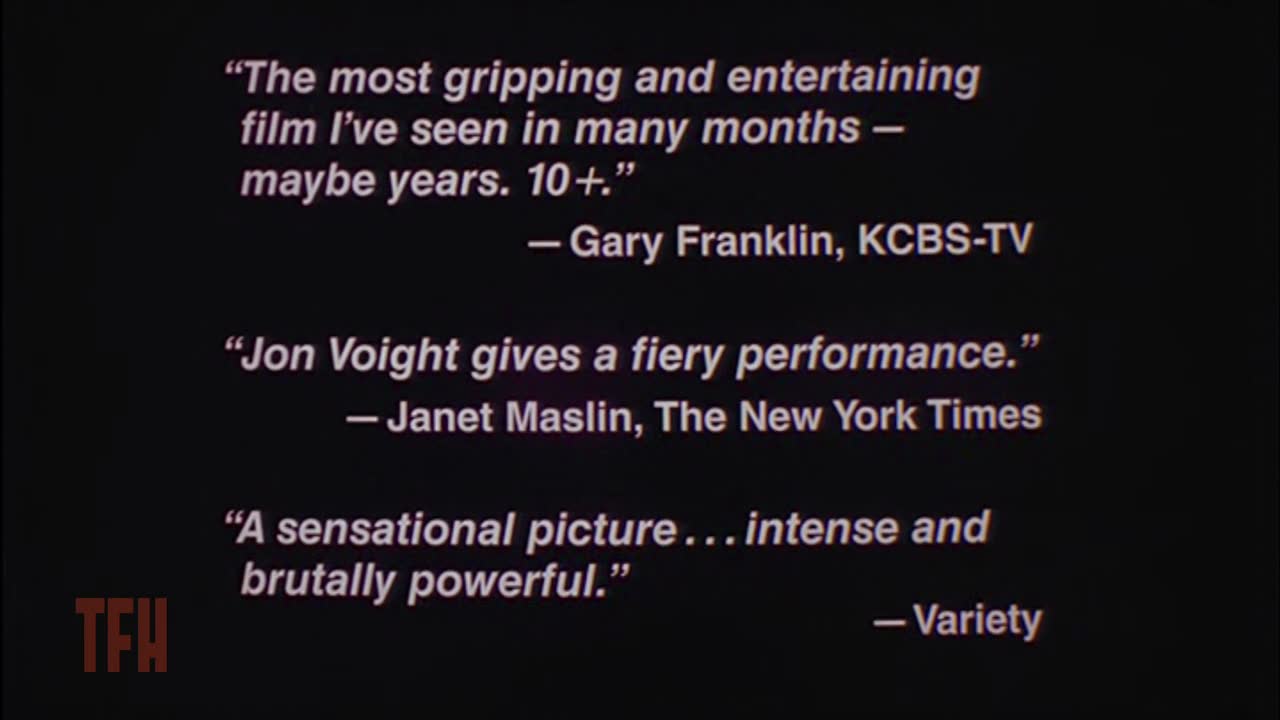 “The most gripping and entertaining
film I’ve seen in many months —
maybe years. 10+.”
— Gary Franklin, KCBS-TV
“Jon Voight gives a fiery performance.”
— Janet Maslin, The New York Times
“A sensational picture...intense and
brutally powerful.”
— Variety
TFH